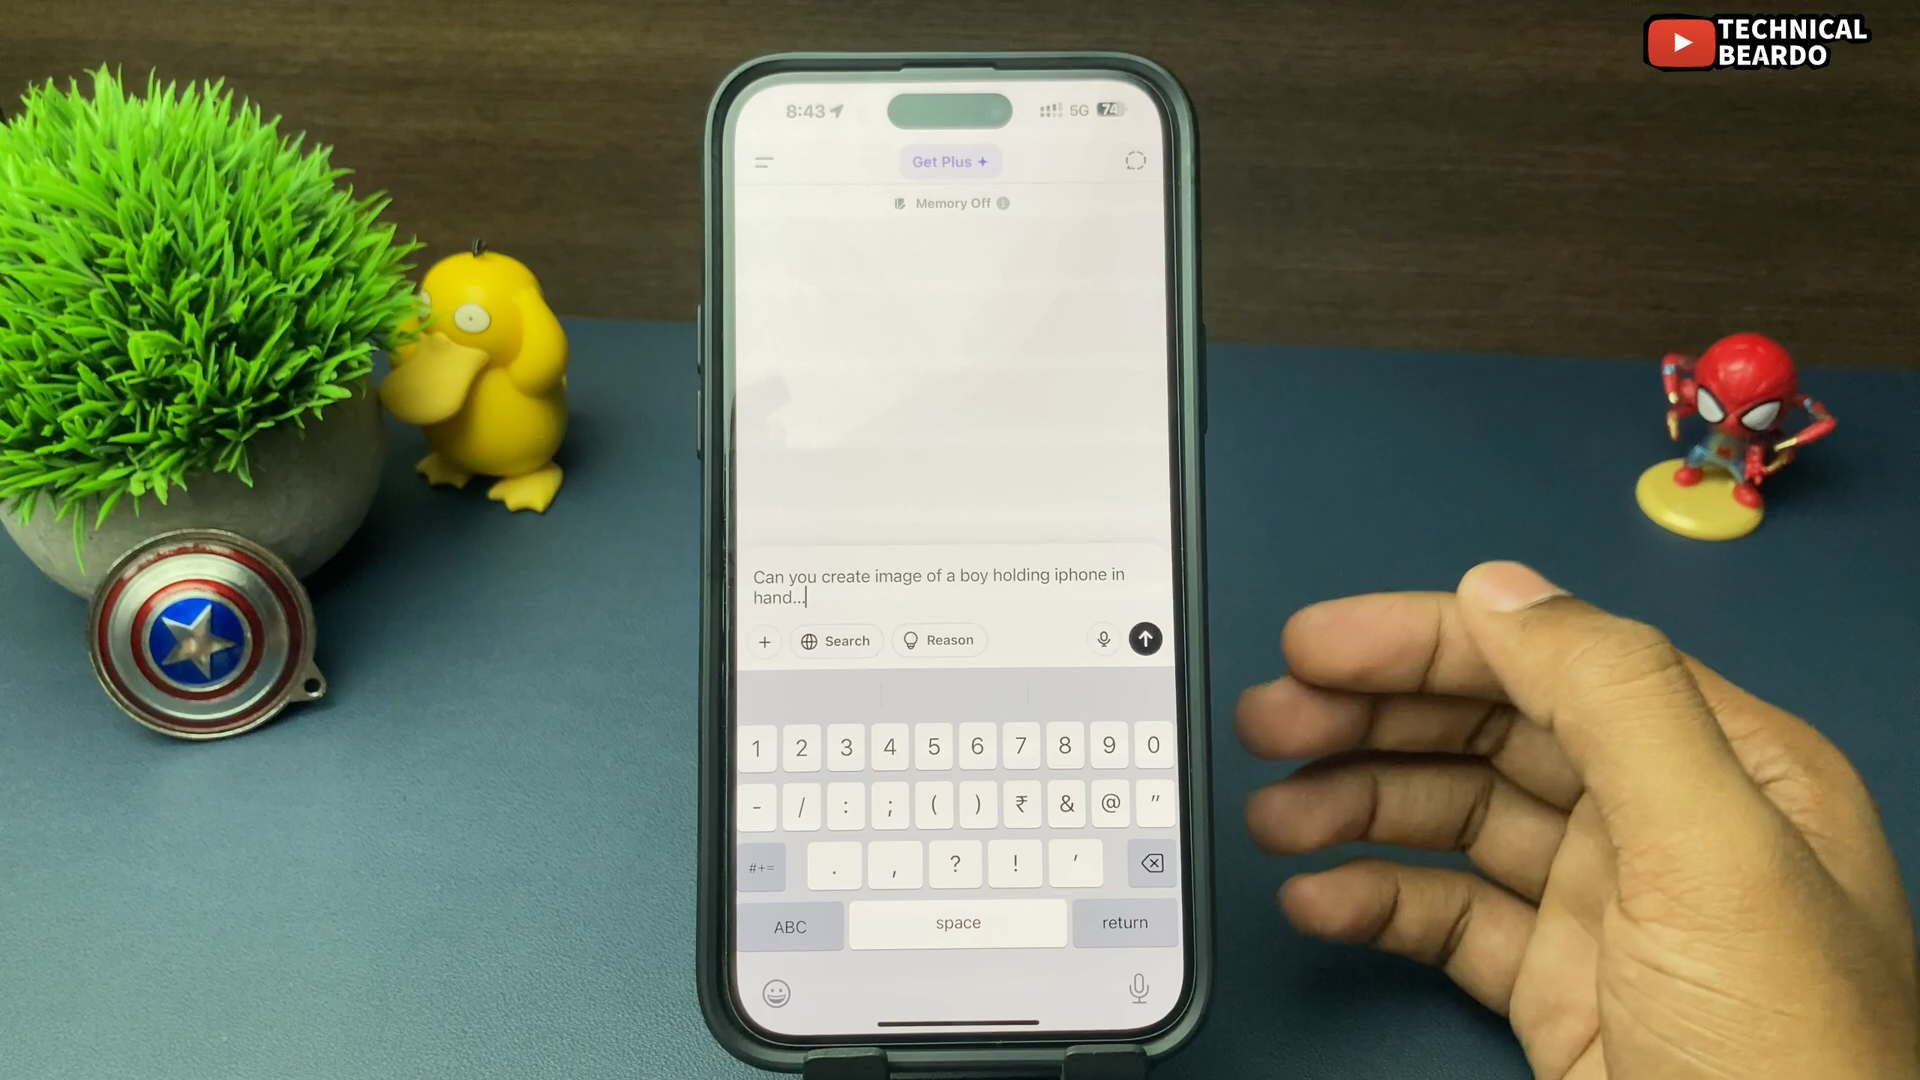 TECHNICAL
BEARDO
8:43
5G
74
Get Plus
Memory Off
Can you create image of a boy holding iphone in
hand...
Search
Reason
1 2 3 4 5 6 7 8 9 0
- / : ; ( ) ₹ & @ "
#+= . , ? ! '
ABC space return